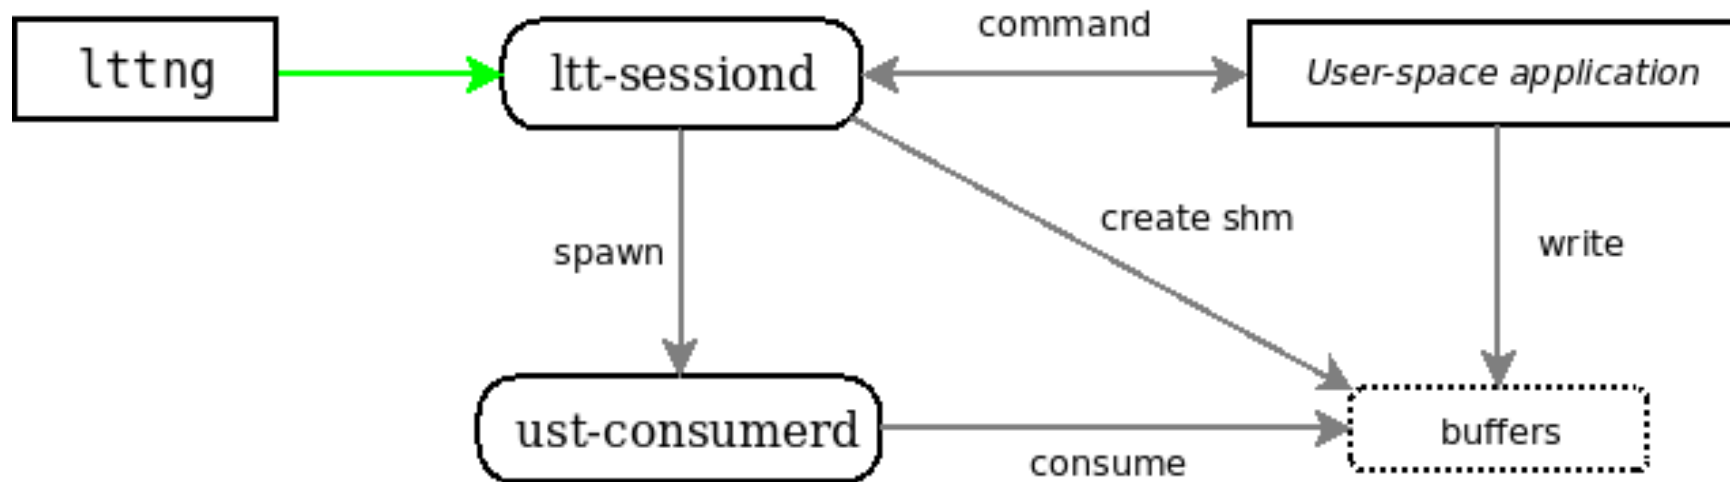 command
lttng
ltt-sessiond
User-space application
create shm
write
spawn
ust-consumerd
buffers
consume